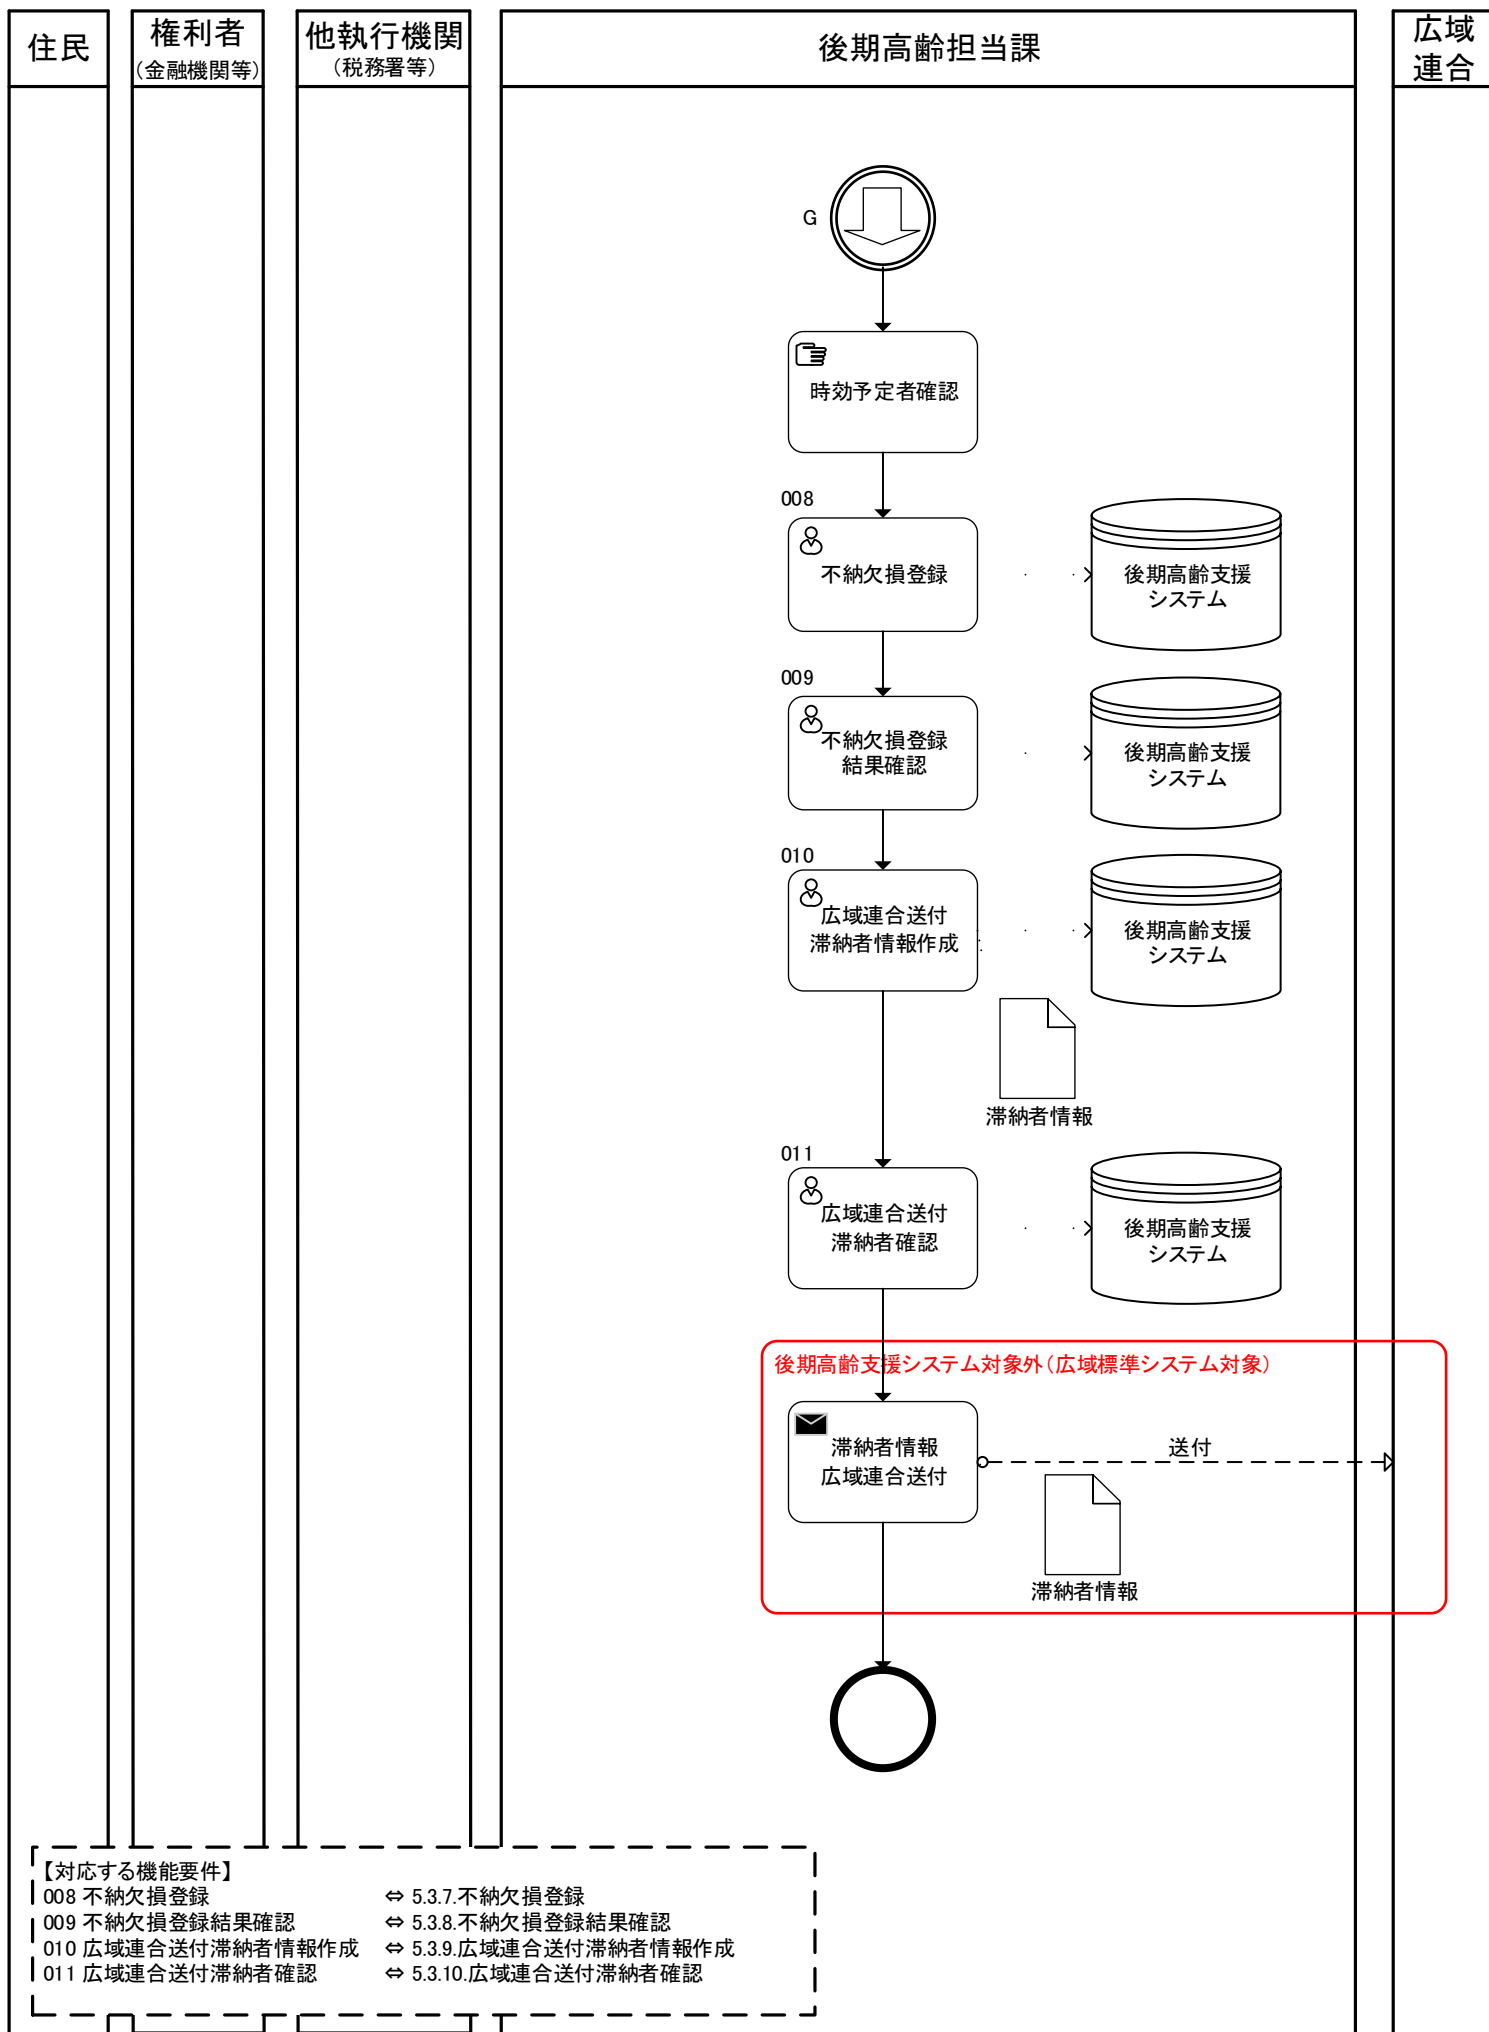 住民
権利者
（金融機関等）
他執行機関
（税務署等）
後期高齢担当課
広域
連合
G
時効予定者確認
008
不納欠損登録
後期高齢支援
システム
009
不納欠損登録
結果確認
後期高齢支援
システム
010
広域連合送付
滞納者情報作成
後期高齢支援
システム
滞納者情報
011
広域連合送付
滞納者確認
後期高齢支援
システム
後期高齢支援システム対象外（広域標準システム対象）
滞納者情報
広域連合送付
送付
滞納者情報
【対応する機能要件】
008 不納欠損登録 ⇔ 5.3.7.不納欠損登録
009 不納欠損登録結果確認 ⇔ 5.3.8.不納欠損登録結果確認
010 広域連合送付滞納者情報作成 ⇔ 5.3.9.広域連合送付滞納者情報作成
011 広域連合送付滞納者確認 ⇔ 5.3.10.広域連合送付滞納者確認